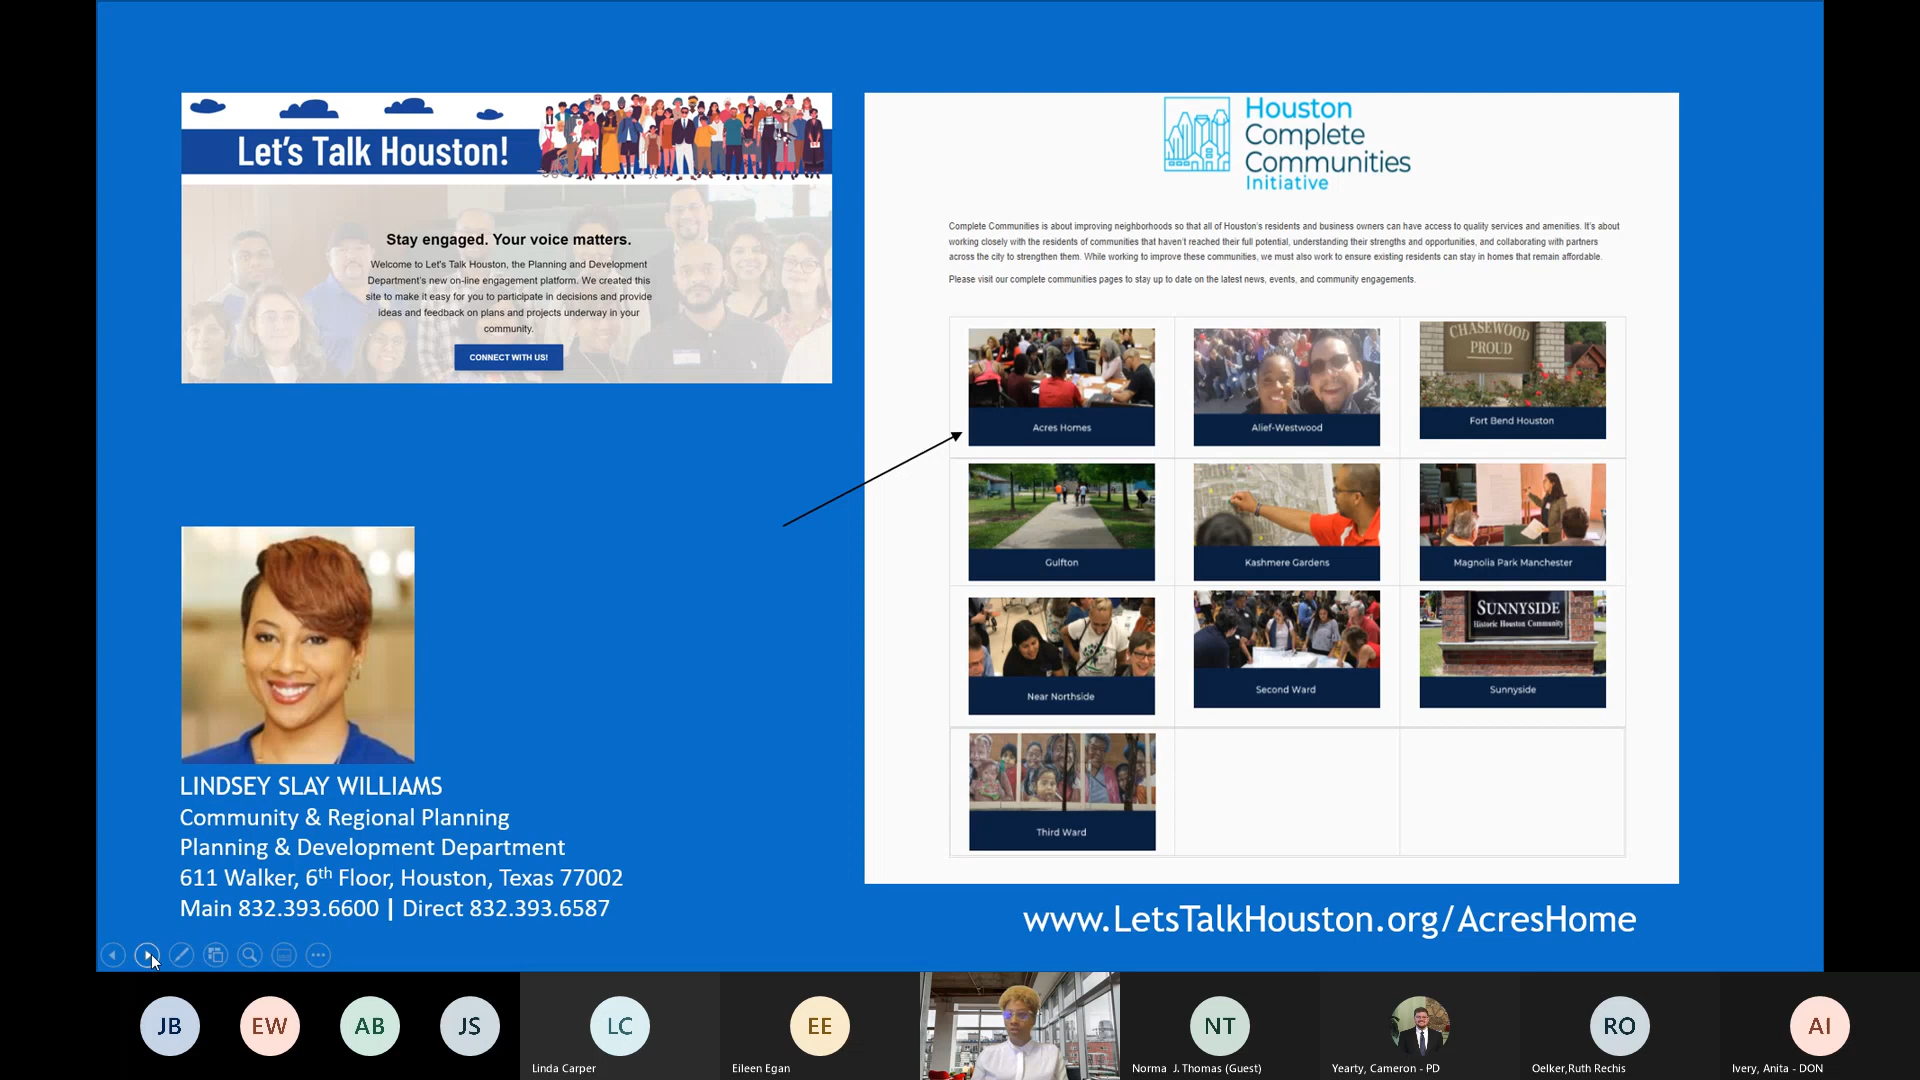 Let's Talk Houston!
Stay engaged. Your voice matters.
Welcome to Let's Talk Houston, the Planning and Development
Department's new on-line engagement platform. We created this
site to make it easy for you to participate in decisions and provide
ideas and feedback on plans and projects underway in your
community.
CONNECT WITH US!
LINDSEY SLAY WILLIAMS
Community & Regional Planning
Planning & Development Department
611 Walker, 6th Floor, Houston, Texas 77002
Main 832.393.6600 | Direct 832.393.6587
Houston
Complete
Communities
Initiative
Complete Communities is about improving neighborhoods so that all of Houston's residents and business owners can have access to quality services and amenities. It's about
working closely with the residents of communities that haven't reached their full potential, understanding their strengths and opportunities, and collaborating with partners
across the city to strengthen them. While working to improve these communities, we must also work to ensure existing residents can stay in homes that remain affordable.
Please visit our complete communities pages to stay up to date on the latest news, events, and community engagements.
Acres Homes
Alief-Westwood
CHASEWOOD
PROUD
Fort Bend Houston
Gulfton
Kashmere Gardens
Magnolia Park Manchester
Near Northside
Second Ward
SUNNYSIDE
Historic Houston Community
Sunnyside
Third Ward
www.LetsTalkHouston.org/AcresHome
JB
EW
AB
JS
LC
Linda Carper
EE
Eileen Egan
NT
Norma J. Thomas (Guest)
Yearty, Cameron - PD
RO
Oelker,Ruth Rechis
AI
Ivery, Anita - DON